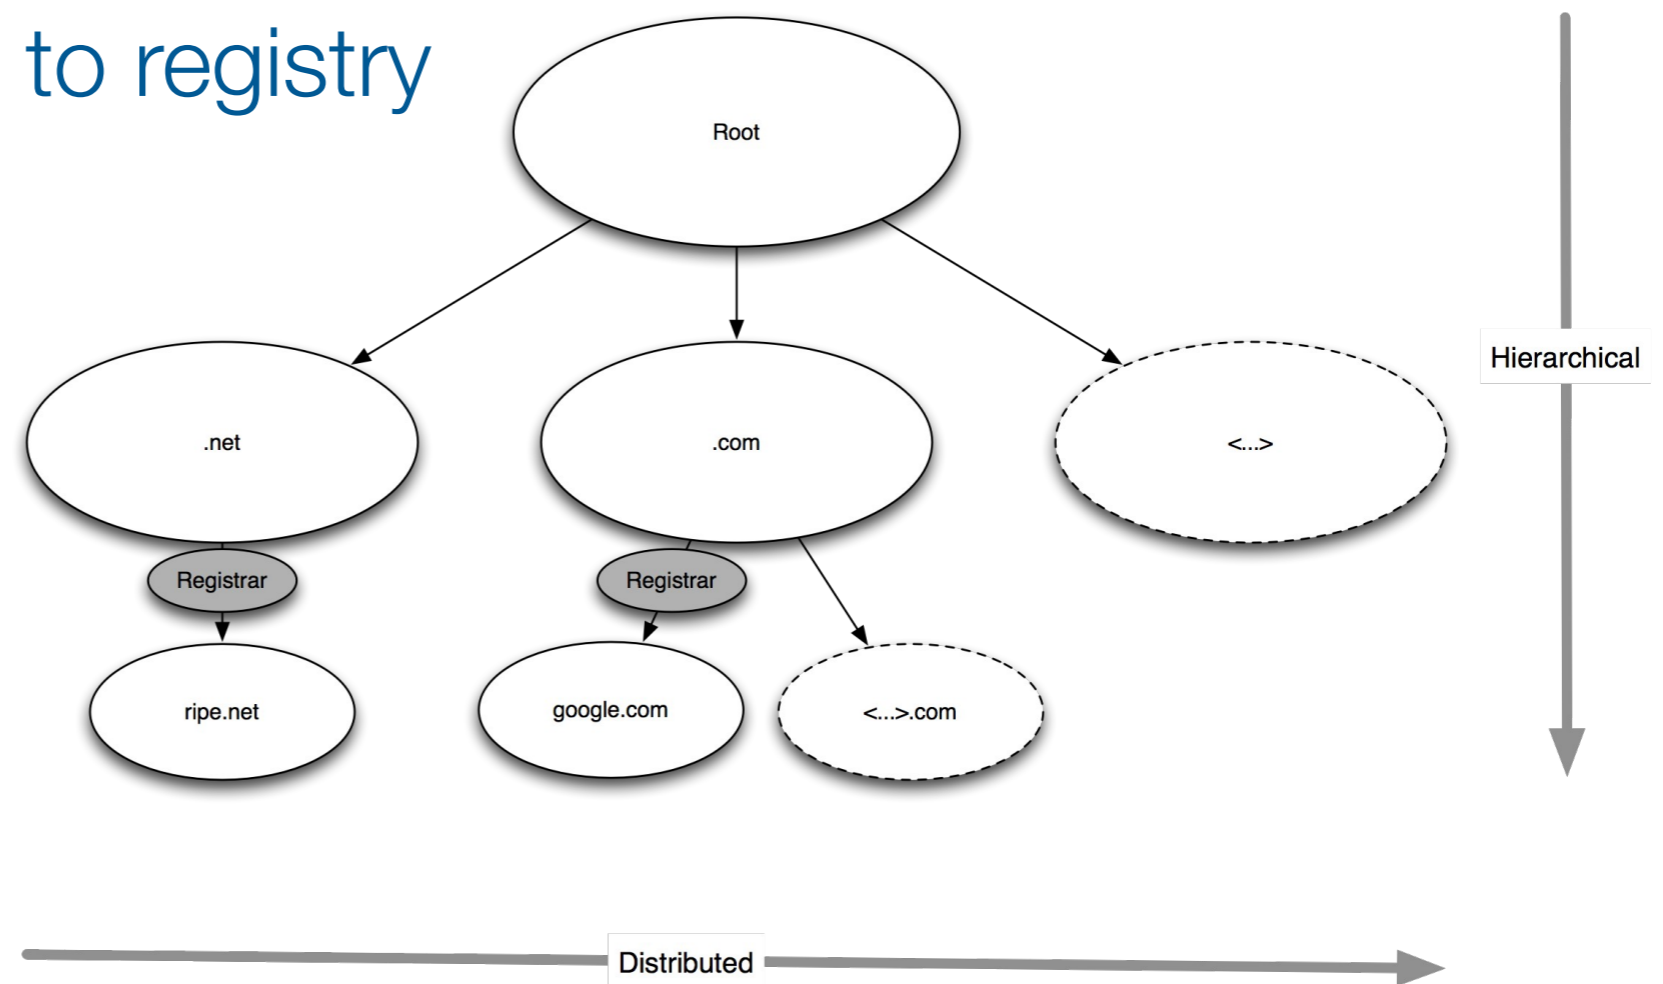 to registry
Root
Hierarchical
.net
.com
<...>
Registrar
Registrar
ripe.net
google.com
<...>.com
Distributed